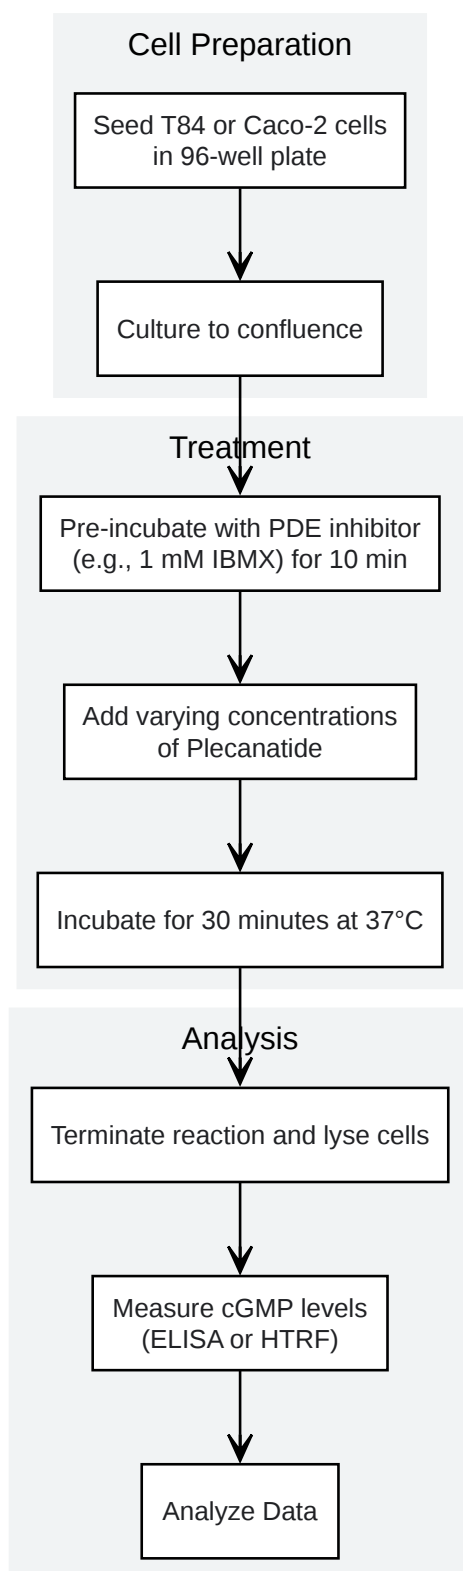 Cell Preparation
Seed T84 or Caco-2 cells
in 96-well plate
Culture to confluence
Treatment
Pre-incubate with PDE inhibitor
(e.g., 1 mM IBMX) for 10 min
Add varying concentrations
of Plecanatide
Incubate for 30 minutes at 37°C
Analysis
Terminate reaction and lyse cells
Measure cGMP levels
(ELISA or HTRF)
Analyze Data